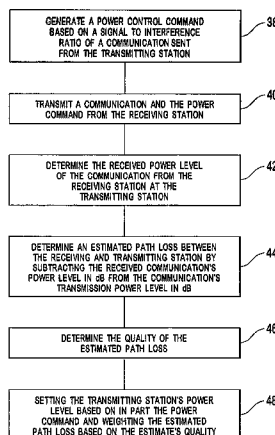 GENERATE A POWER CONTROL COMMAND
BASED ON A SIGNAL TO INTERFERENCE
RATIO OF A COMMUNICATION SENT
FROM THE TRANSMITTING STATION
38
TRANSMIT A COMMUNICATION AND THE POWER
COMMAND FROM THE RECEIVING STATION
40
DETERMINE THE RECEIVED POWER LEVEL
OF THE COMMUNICATION FROM THE
RECEIVING STATION AT THE
TRANSMITTING STATION
42
DETERMINE AN ESTIMATED PATH LOSS BETWEEN
THE RECEIVING AND TRANSMITTING STATION BY
SUBTRACTING THE RECEIVED COMMUNICATION'S
POWER LEVEL IN dB FROM THE COMMUNICATION'S
TRANSMISSION POWER LEVEL IN dB
44
DETERMINE THE QUALITY OF THE
ESTIMATED PATH LOSS
46
SETTING THE TRANSMITTING STATION'S POWER
LEVEL BASED ON IN PART THE POWER
COMMAND AND WEIGHTING THE ESTIMATED
PATH LOSS BASED ON THE ESTIMATE'S QUALITY
48